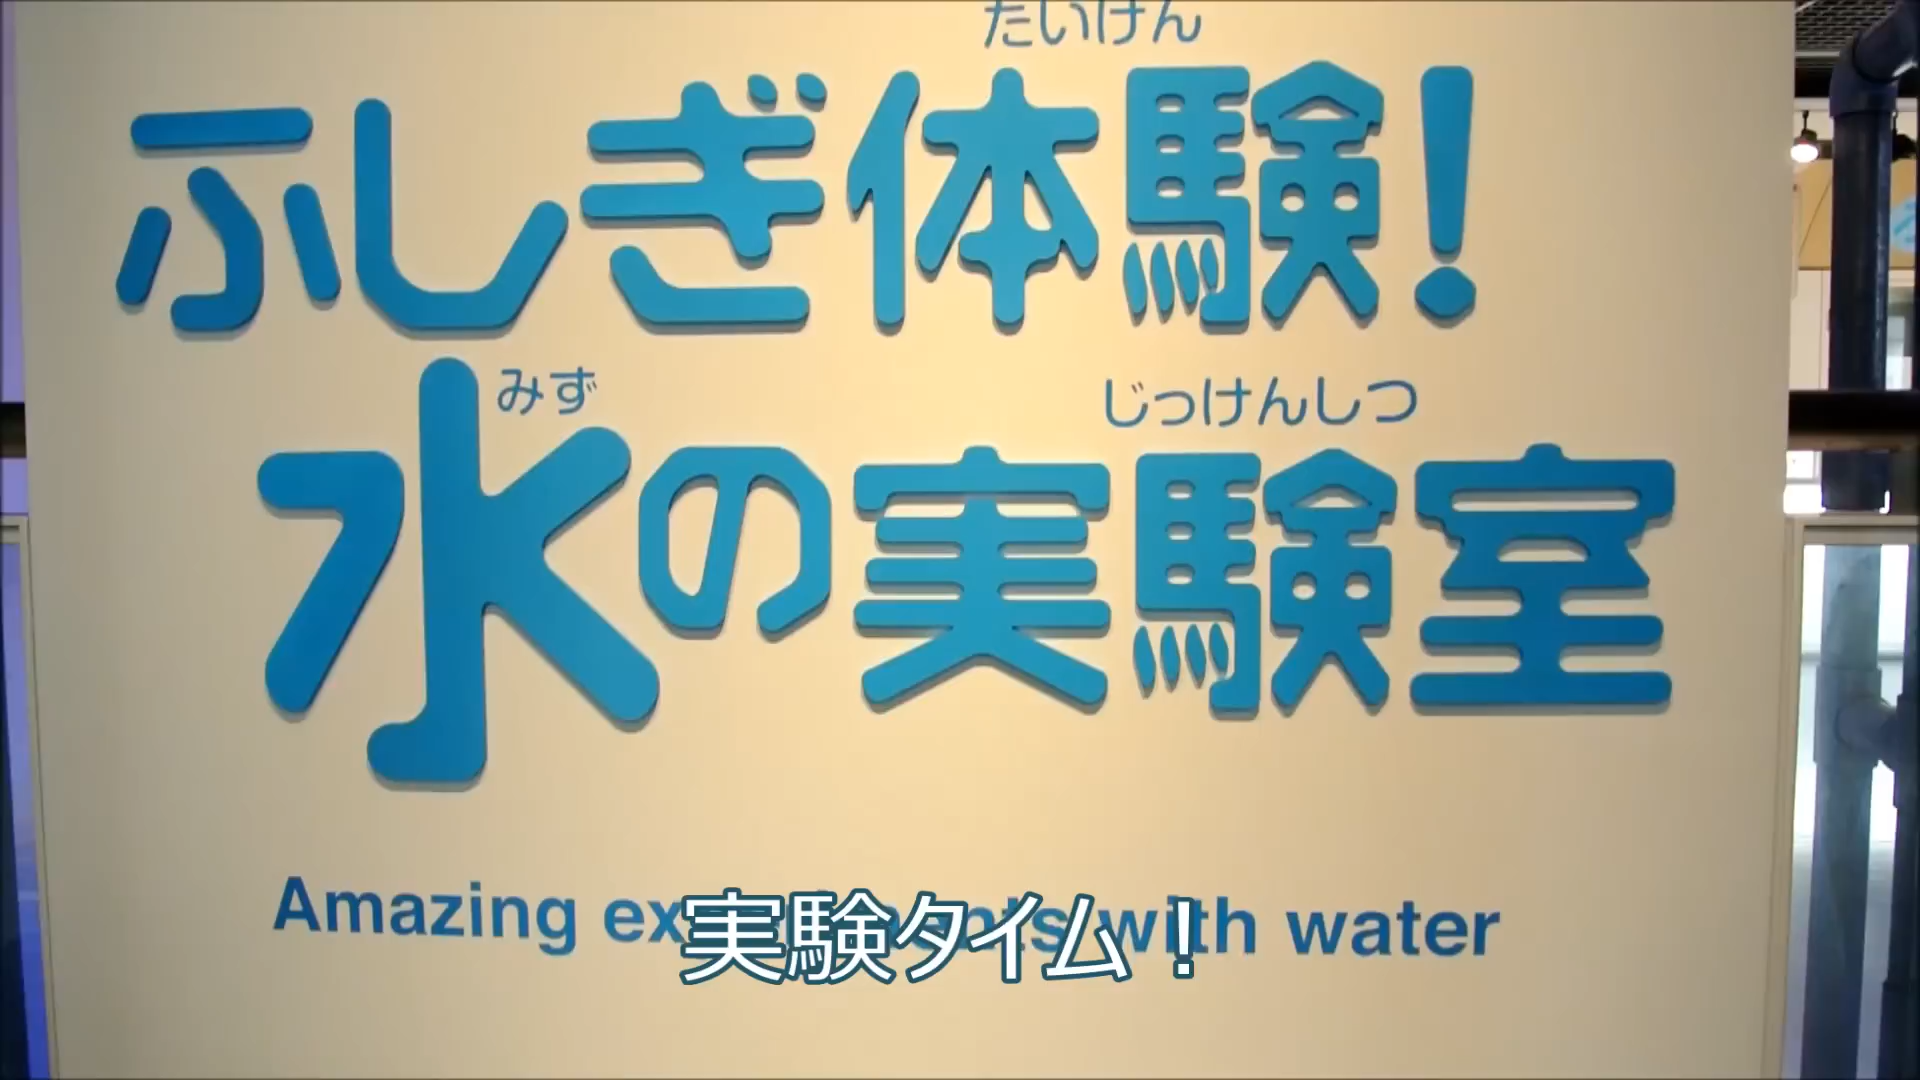 たいけん
ふしぎ体験!
みず じっけんしつ
水の実験室
Amazing with water
実験タイム!